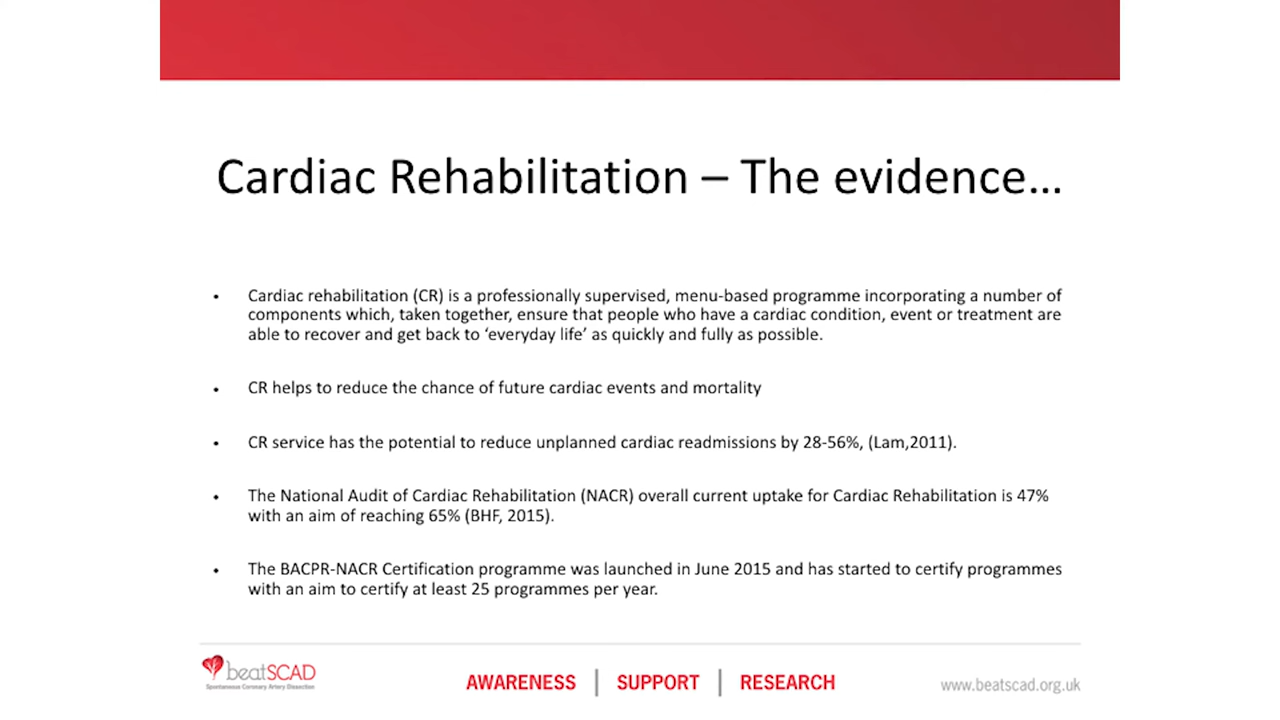 Cardiac Rehabilitation – The evidence…
• Cardiac rehabilitation (CR) is a professionally supervised, menu-based programme incorporating a number of
components which, taken together, ensure that people who have a cardiac condition, event or treatment are
able to recover and get back to ‘everyday life’ as quickly and fully as possible.
• CR helps to reduce the chance of future cardiac events and mortality
• CR service has the potential to reduce unplanned cardiac readmissions by 28-56%, (Lam,2011).
• The National Audit of Cardiac Rehabilitation (NACR) overall current uptake for Cardiac Rehabilitation is 47%
with an aim of reaching 65% (BHF, 2015).
• The BACPR-NACR Certification programme was launched in June 2015 and has started to certify programmes
with an aim to certify at least 25 programmes per year.
beatSCAD
Spontaneous Coronary Artery Dissection
AWARENESS | SUPPORT | RESEARCH
www.beatscad.org.uk